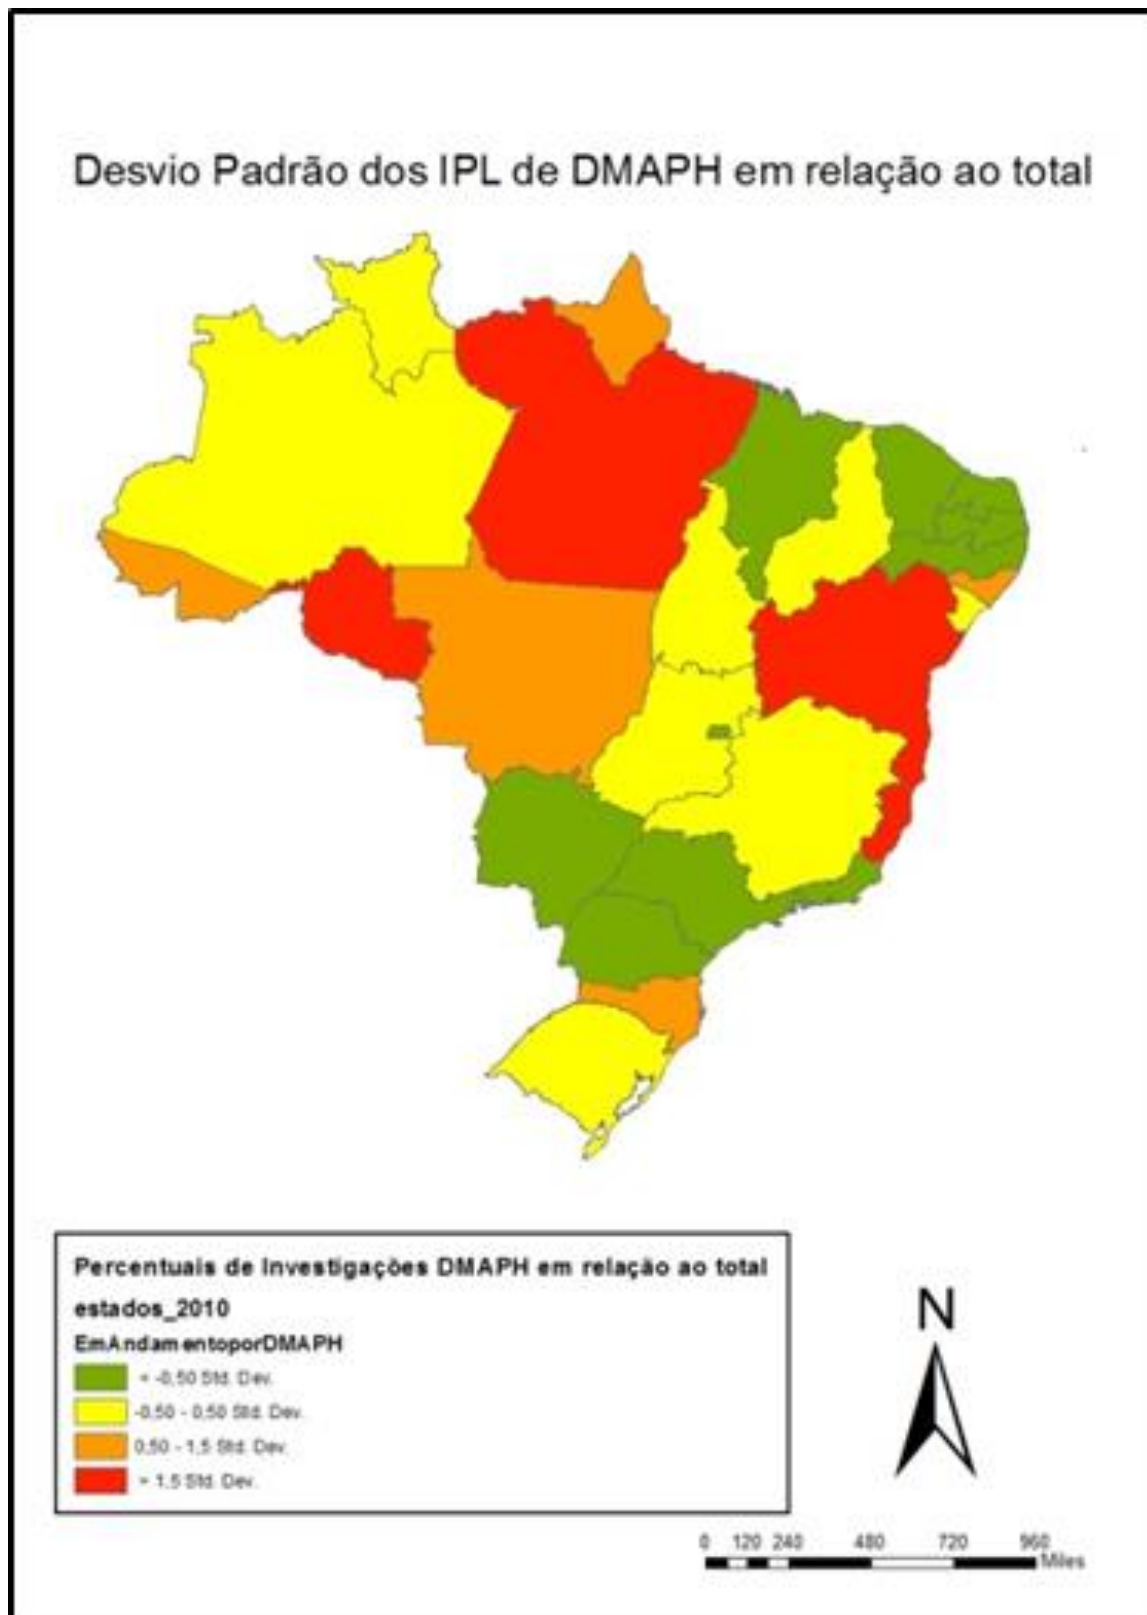 Desvio Padrão dos IPL de DMAPH em relação ao total
Percentuais de Investigações DMAPH em relação ao total
estados_2010
EmAndamentoporDMAPH
< -0,50 Std. Dev.
-0,50 - 0,50 Std. Dev.
0,50 - 1,5 Std. Dev.
> 1,5 Std. Dev.
N
0 120 240 480 720 960
Miles